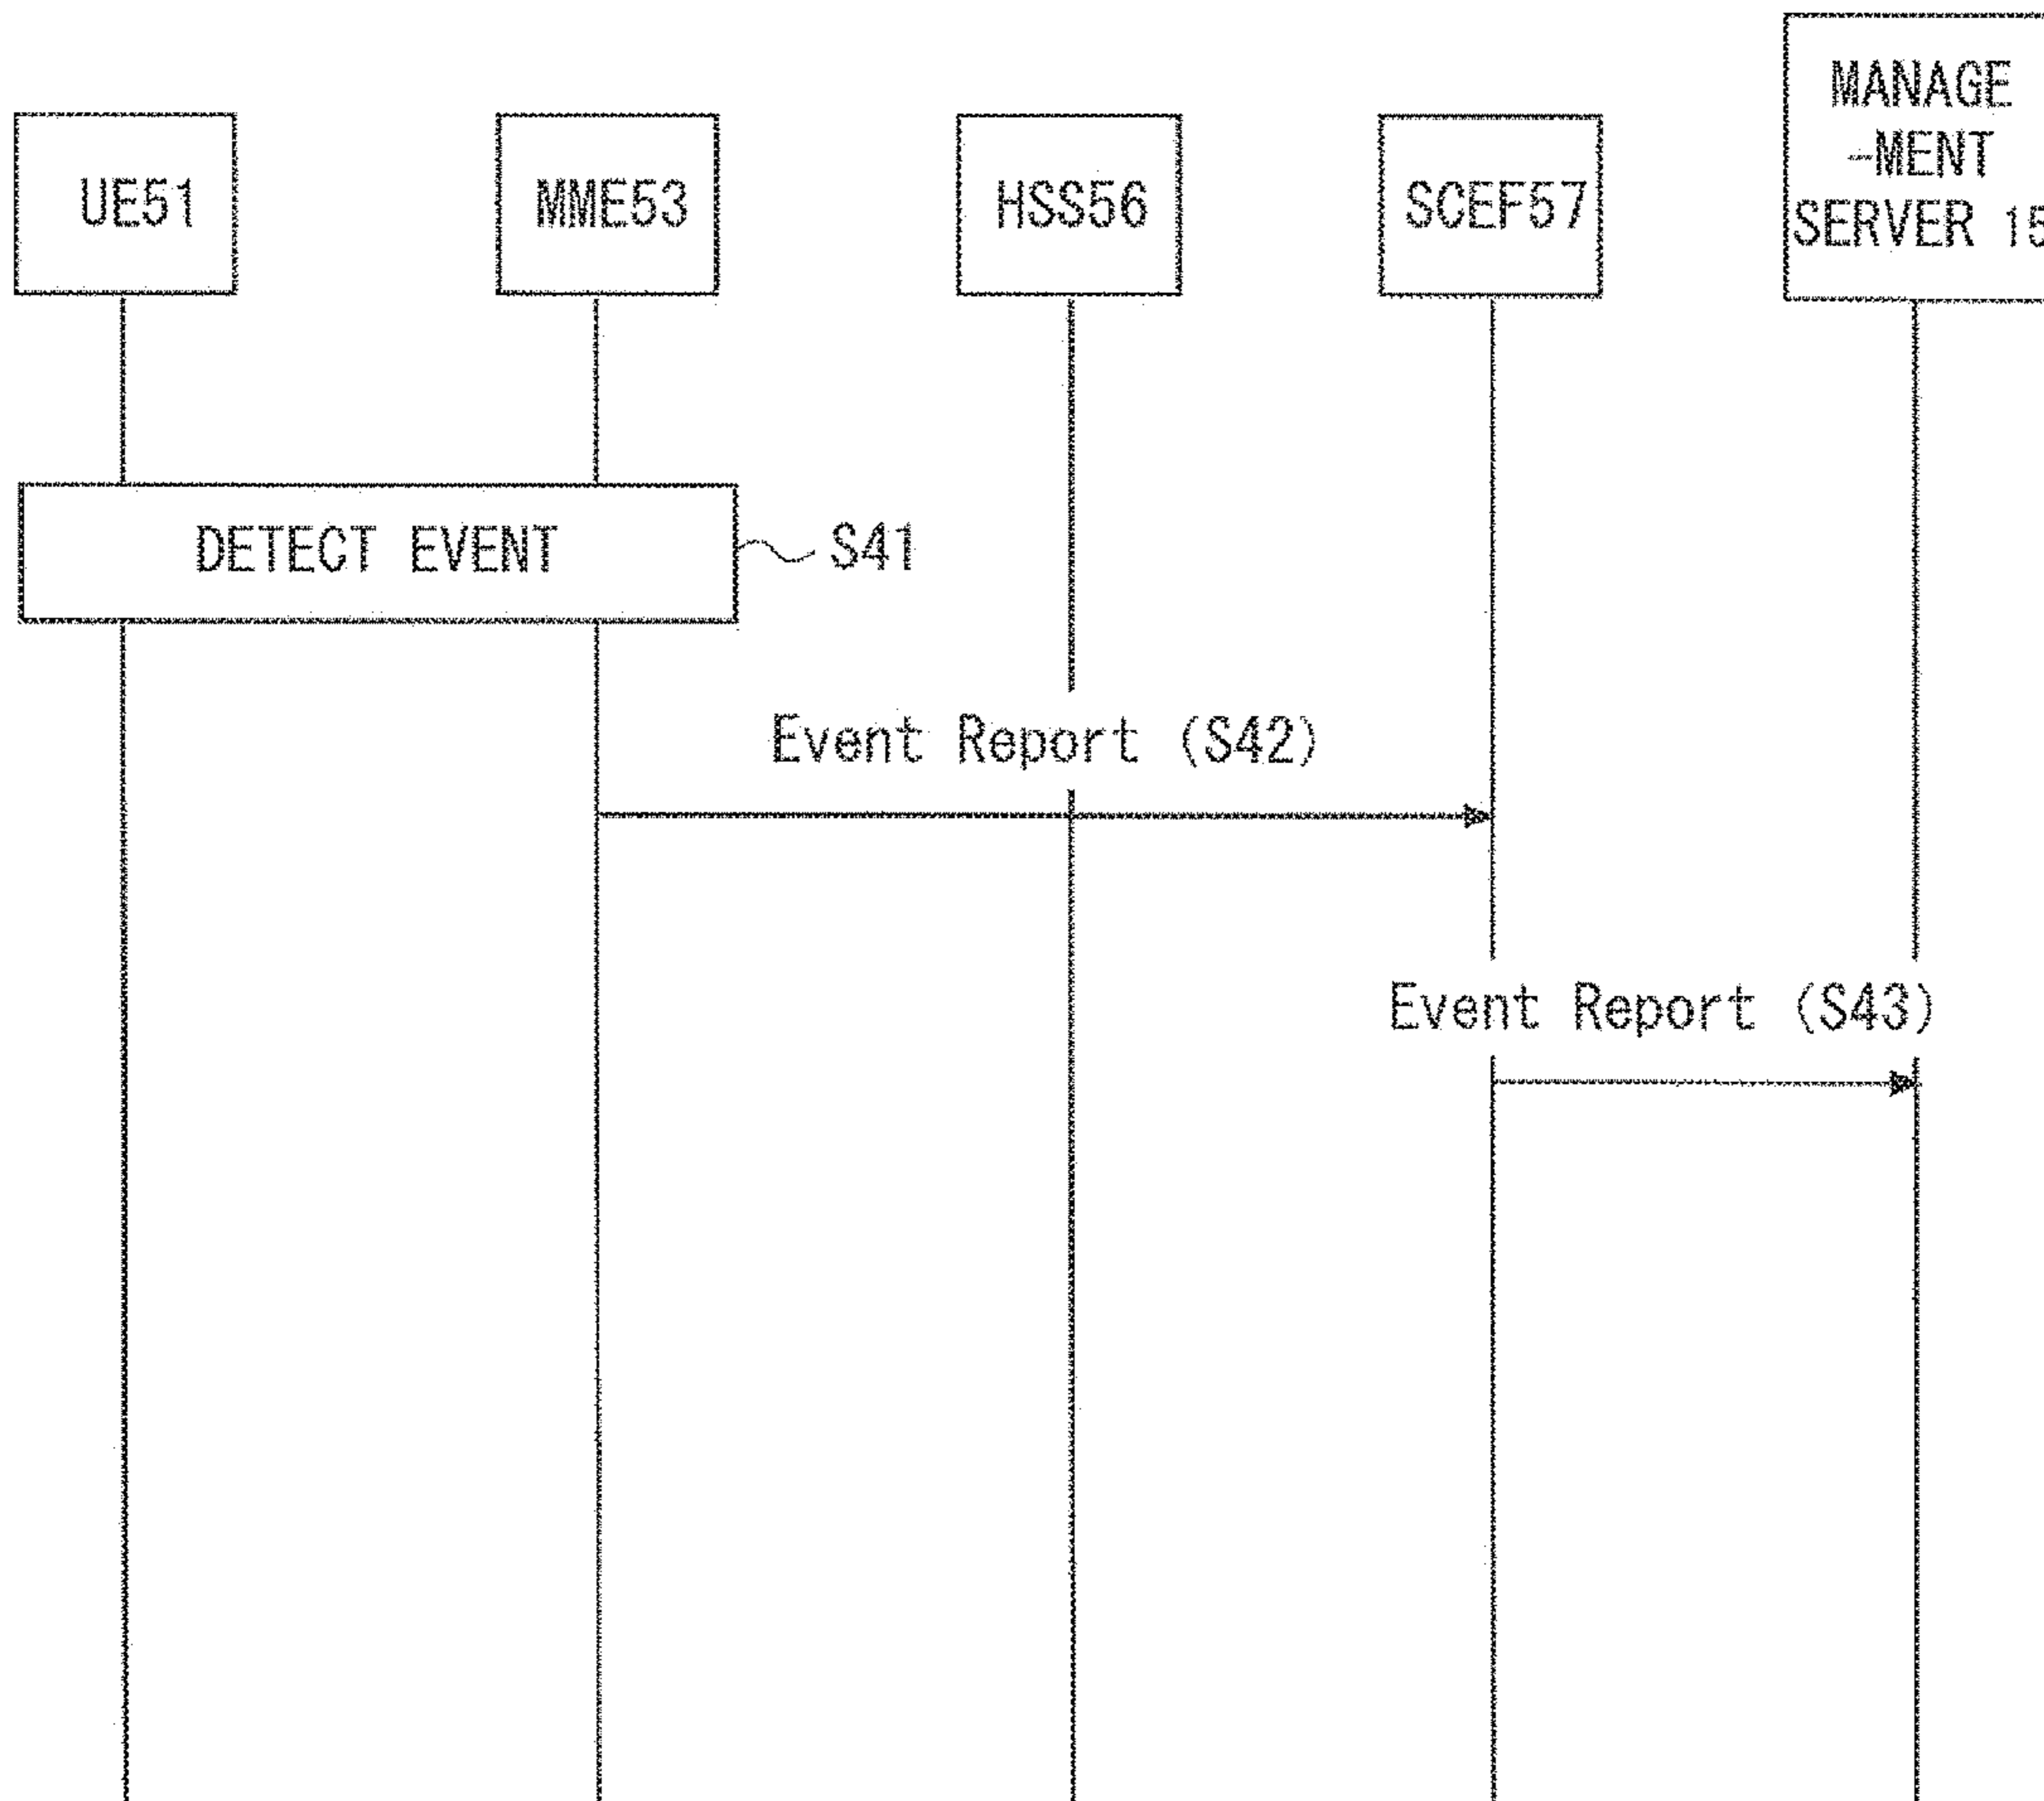 UE51
MME53
HSS56
SCEF57
MANAGE
-MENT
SERVER 15
DETECT EVENT
S41
Event Report (S42)
Event Report (S43)